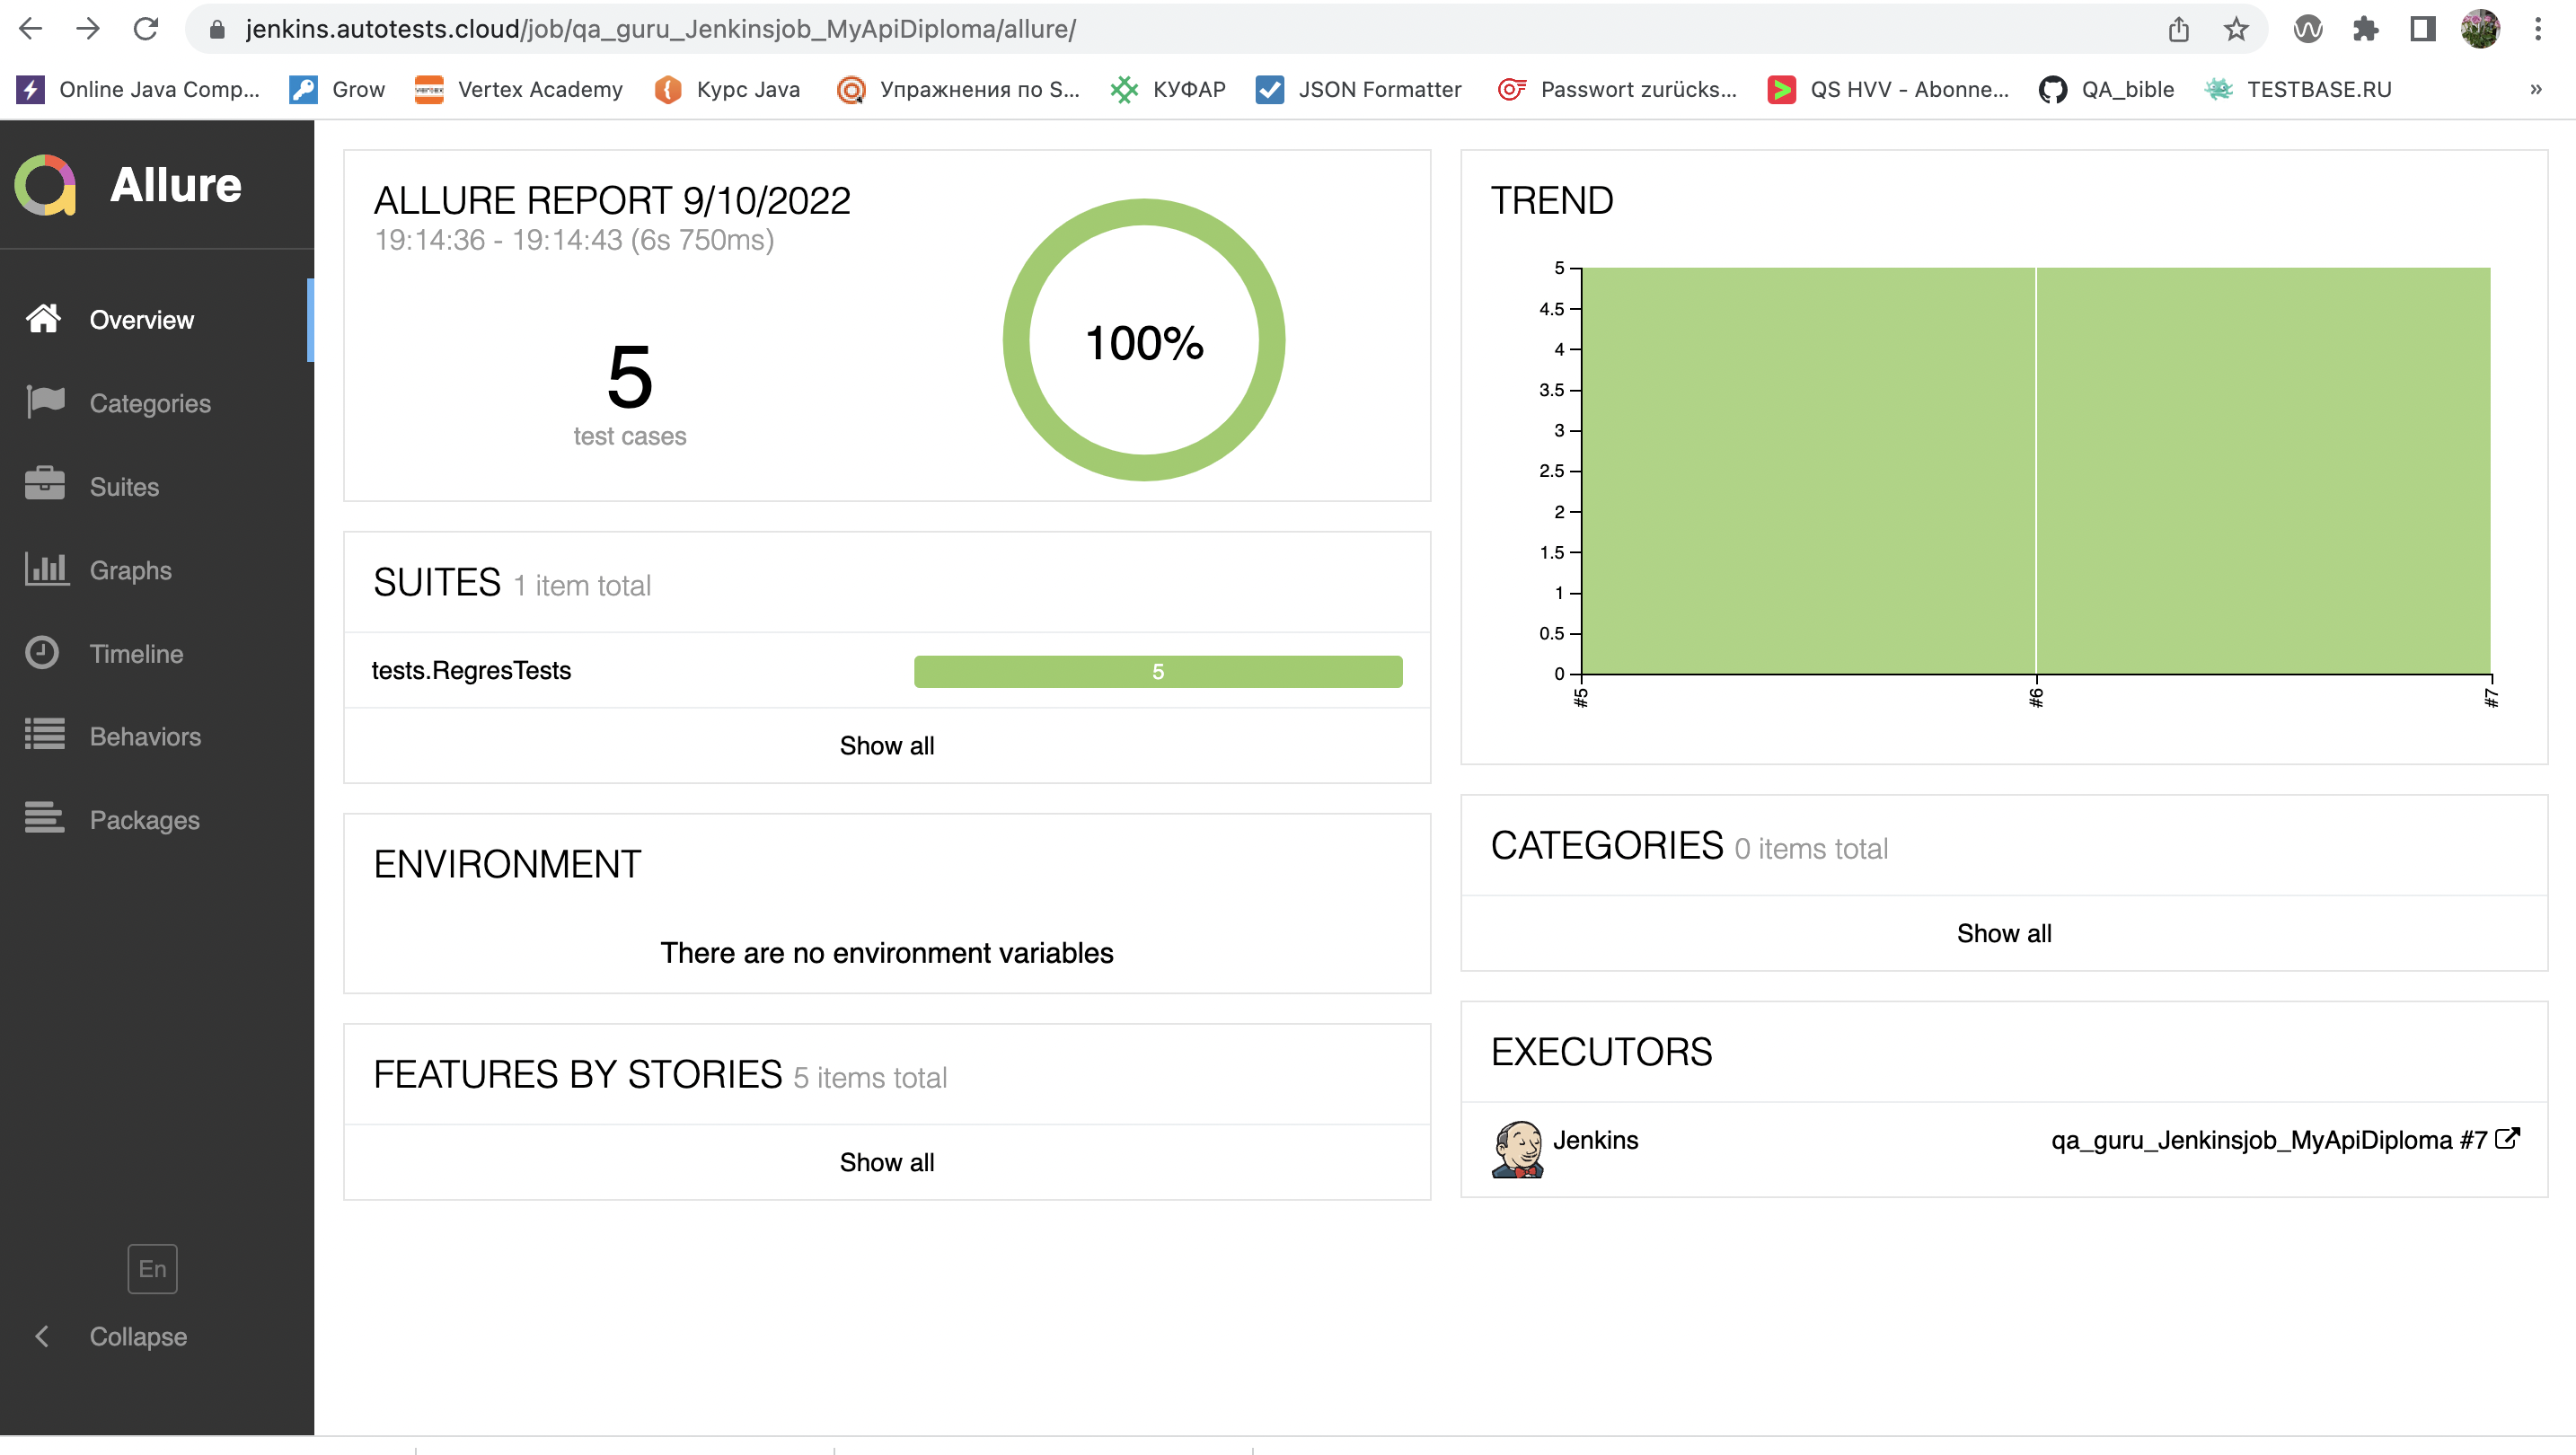 jenkins.autotests.cloud/job/qa_guru_Jenkinsjob_MyApiDiploma/allure/
Online Java Comp...
Grow
Vertex Academy
Курс Java
Упражнения по S...
КУФАР
JSON Formatter
Passwort zurücks...
QS HVV - Abonne...
QA_bible
TESTBASE.RU
»
Allure
Overview
Categories
Suites
Graphs
Timeline
Behaviors
Packages
En
Collapse
ALLURE REPORT 9/10/2022
19:14:36 - 19:14:43 (6s 750ms)
5
test cases
100%
SUITES 1 item total
tests.RegresTests
5
Show all
ENVIRONMENT
There are no environment variables
FEATURES BY STORIES 5 items total
Show all
TREND
5
4.5
4
3.5
3
2.5
2
1.5
1
0.5
0
#5
#6
#7
CATEGORIES 0 items total
Show all
EXECUTORS
Jenkins
qa_guru_Jenkinsjob_MyApiDiploma #7